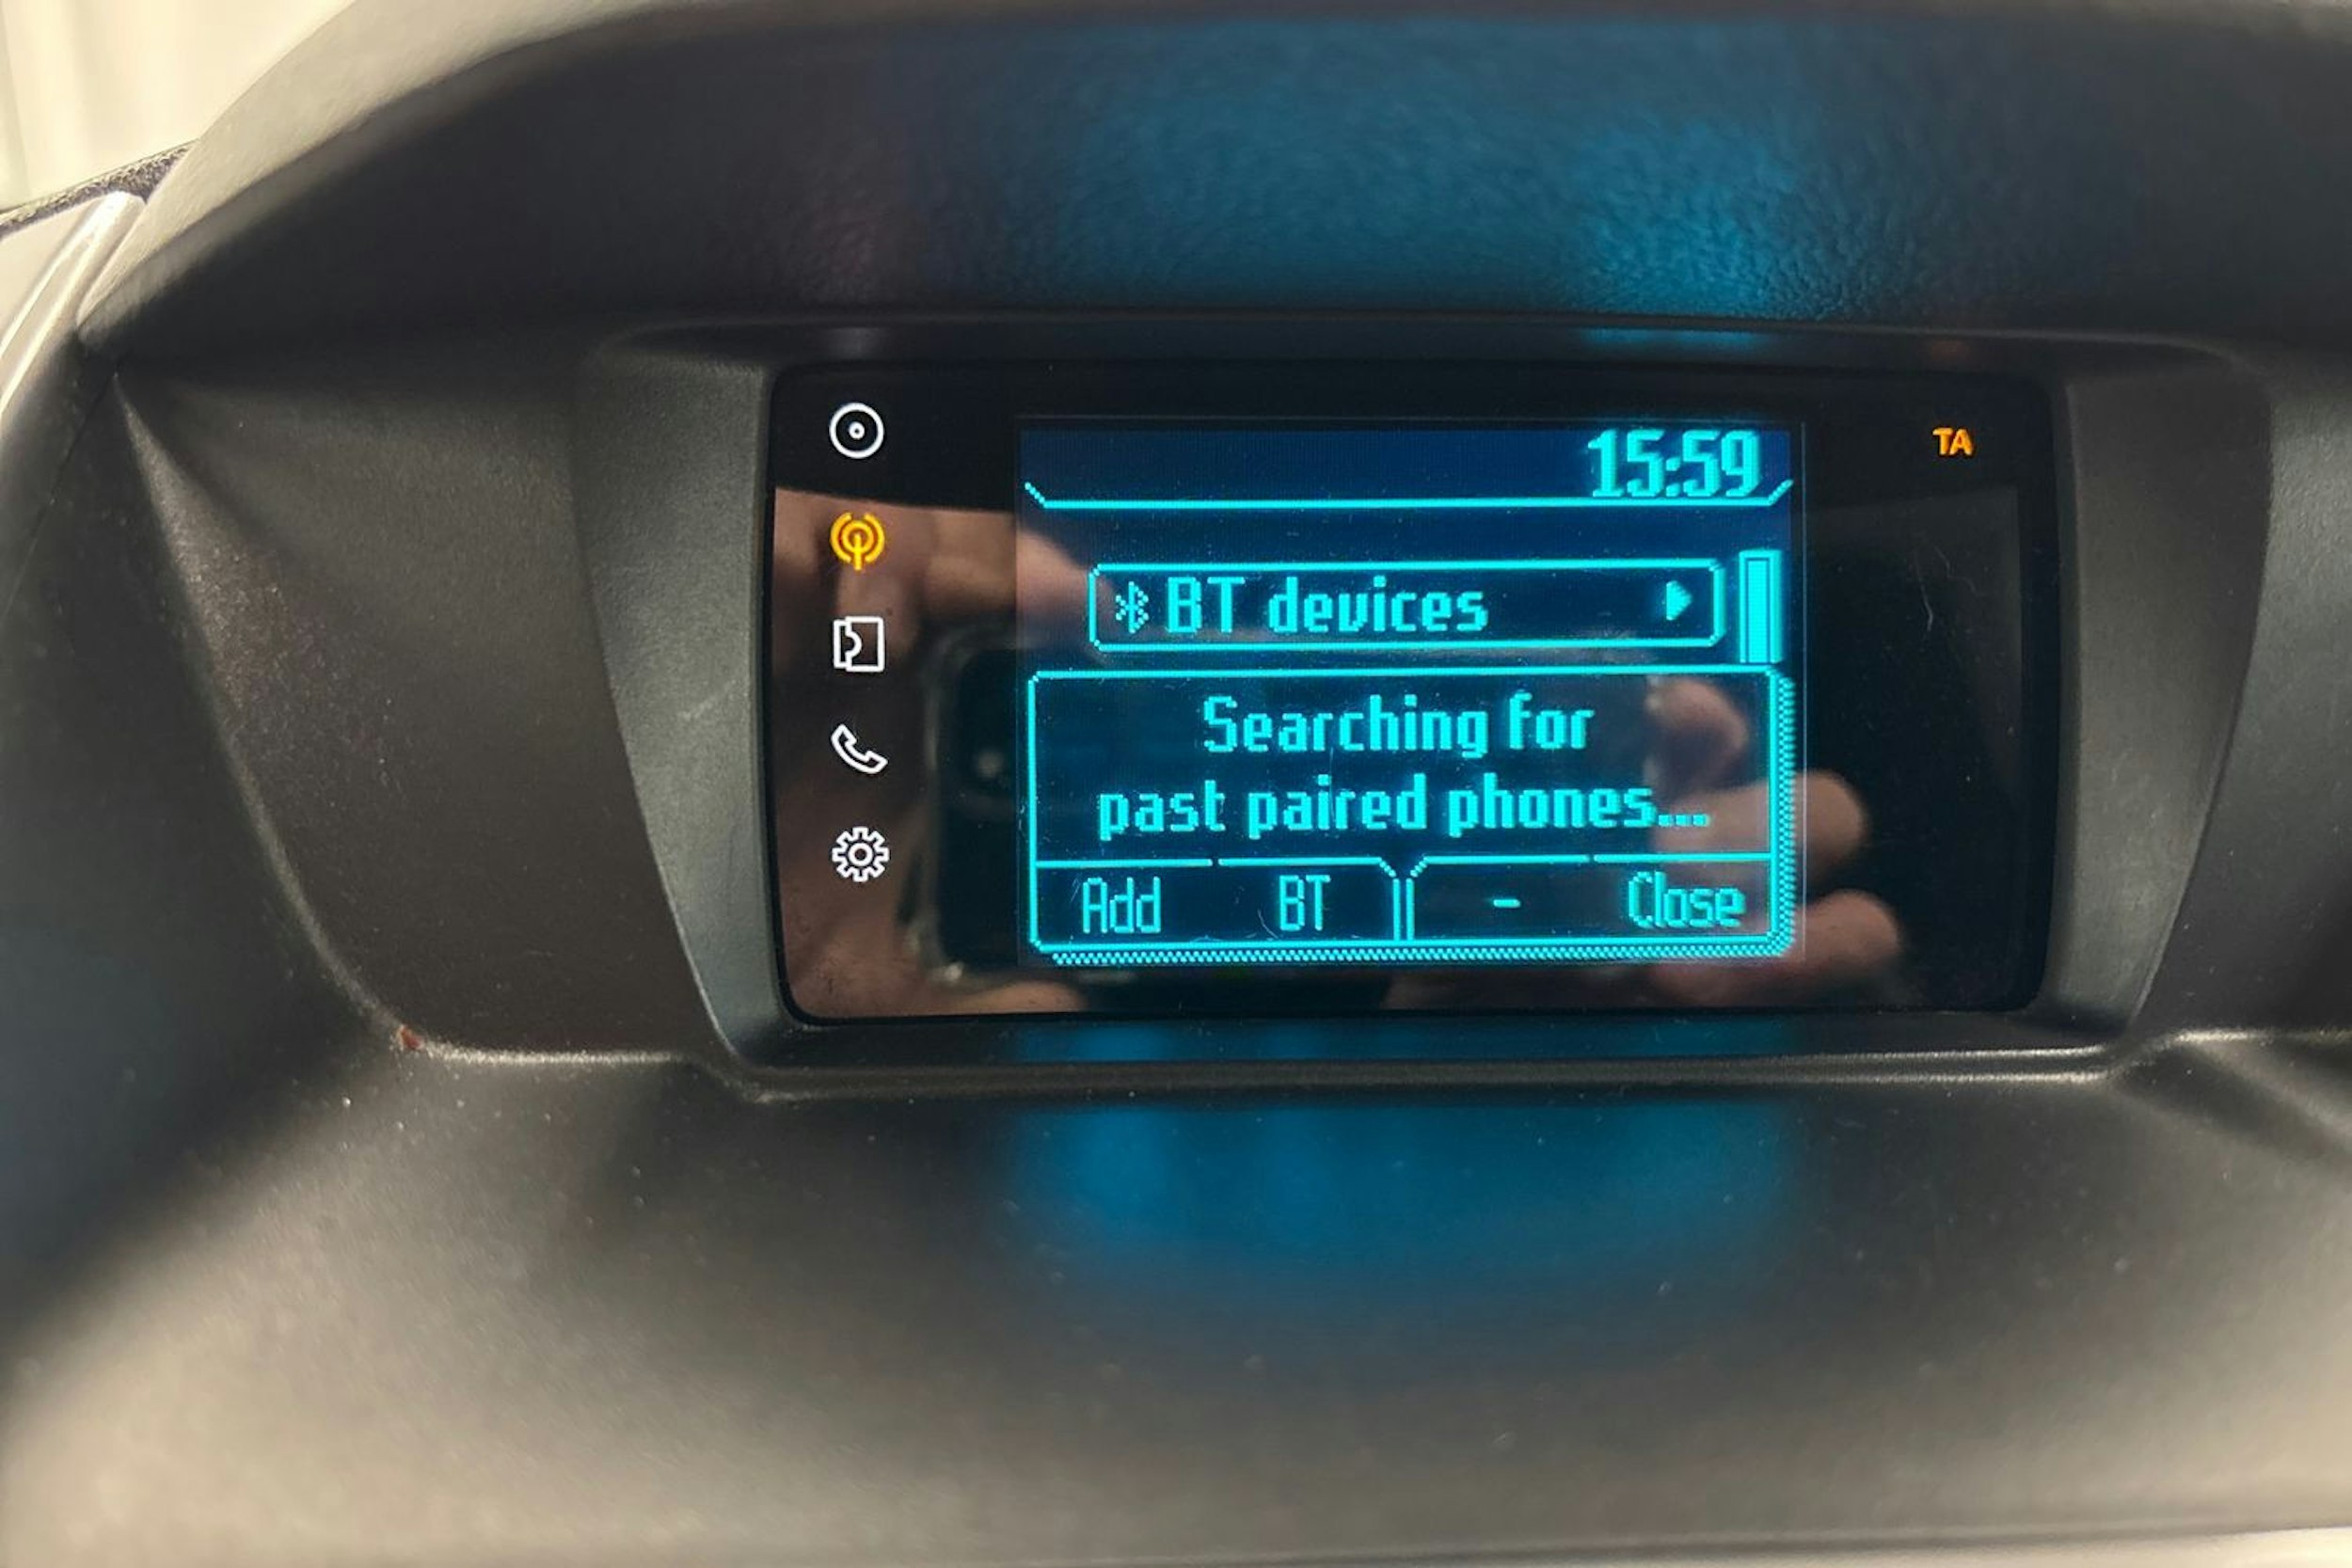 15:59
TA
BT devices
Searching for
past paired phones...
Add BT - Close